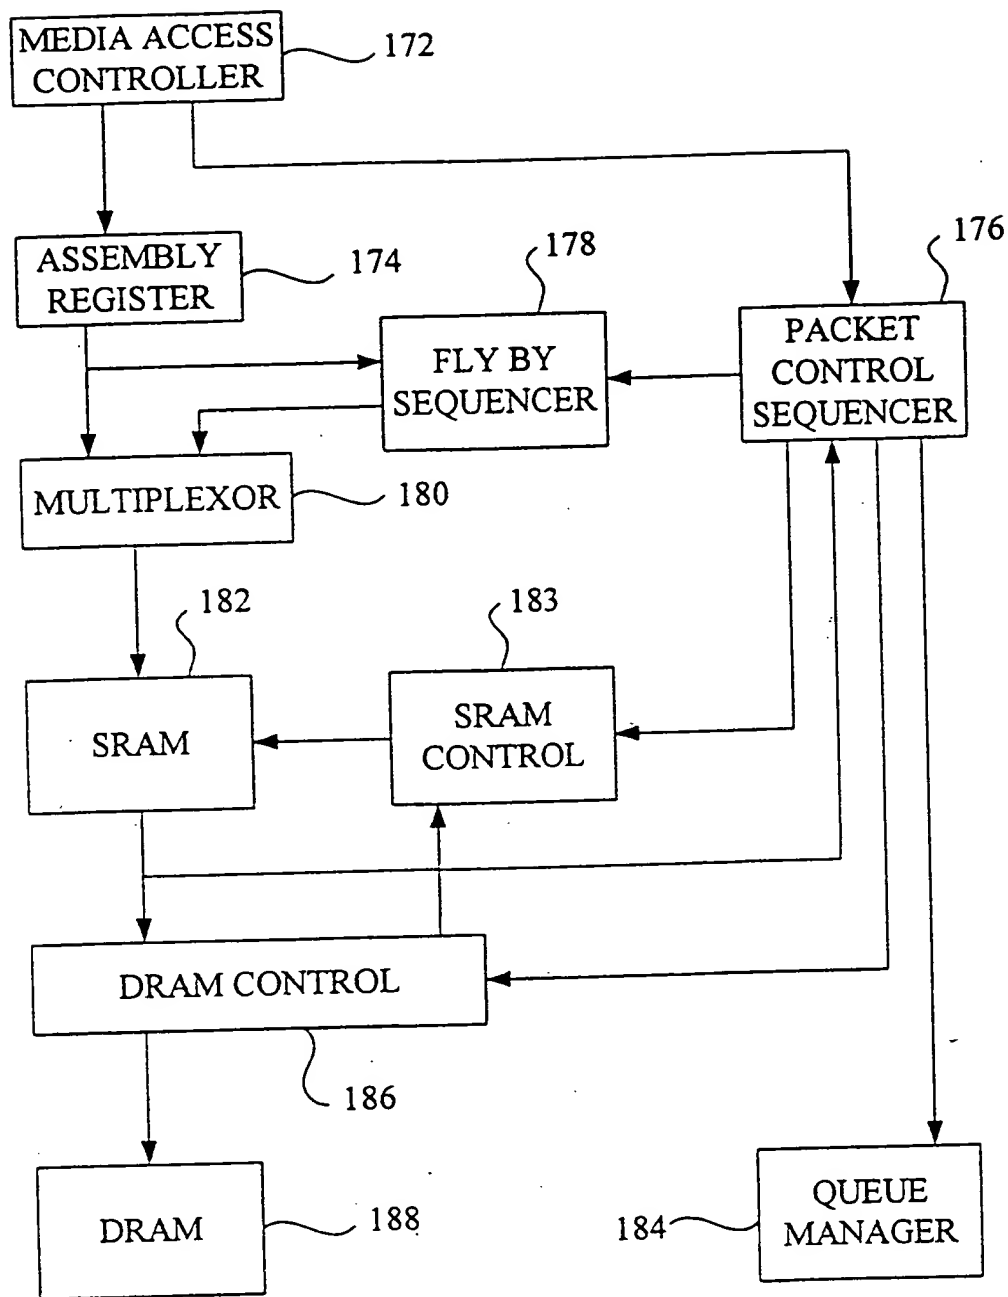 MEDIA ACCESS
CONTROLLER
172
ASSEMBLY
REGISTER
174
178
176
FLY BY
SEQUENCER
PACKET
CONTROL
SEQUENCER
MULTIPLEXOR
180
182
183
SRAM
SRAM
CONTROL
DRAM CONTROL
186
DRAM
188
184
QUEUE
MANAGER